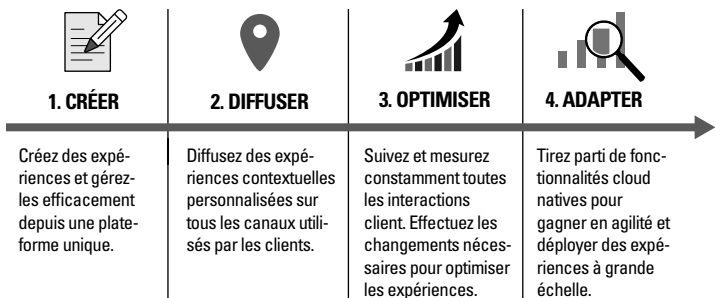 1. CRÉER
Créez des expé-
riences et gérez-
les efficacement
depuis une plate-
forme unique.
2. DIFFUSER
Diffusez des expé-
riences contextuelles
personnalisées sur
tous les canaux utili-
sés par les clients.
3. OPTIMISER
Suivez et mesurez
constamment toutes
les interactions
client. Effectuez les
changements néces-
saires pour optimiser
les expériences.
4. ADAPTER
Tirez parti de fonc-
tionnalités cloud
natives pour
gagner en agilité et
déployer des expé-
riences à grande
échelle.